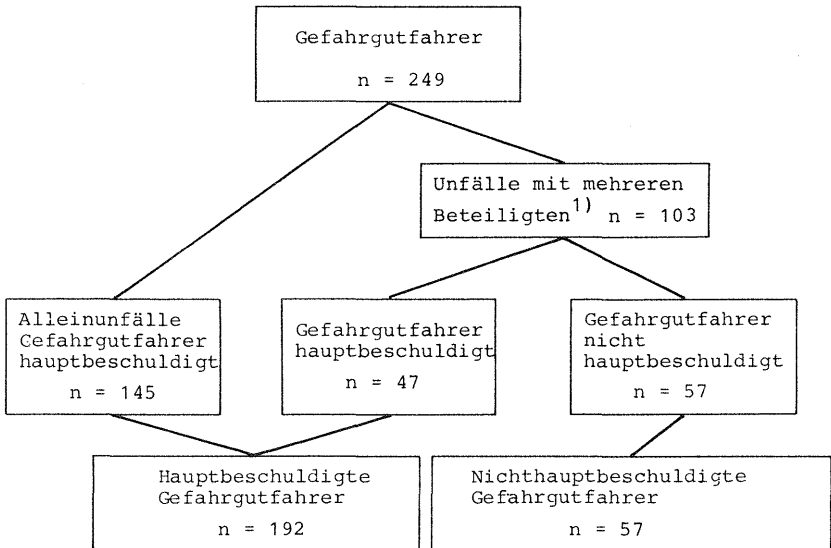 Gefahrgutfahrer
n = 249
Unfälle mit mehreren
Beteiligten1) n = 103
Alleinunfälle
Gefahrgutfahrer
hauptbeschuldigt
n = 145
Gefahrgutfahrer
hauptbeschuldigt
n = 47
Gefahrgutfahrer
nicht
hauptbeschuldigt
n = 57
Hauptbeschuldigte
Gefahrgutfahrer
n = 192
Nichthauptbeschuldigte
Gefahrgutfahrer
n = 57